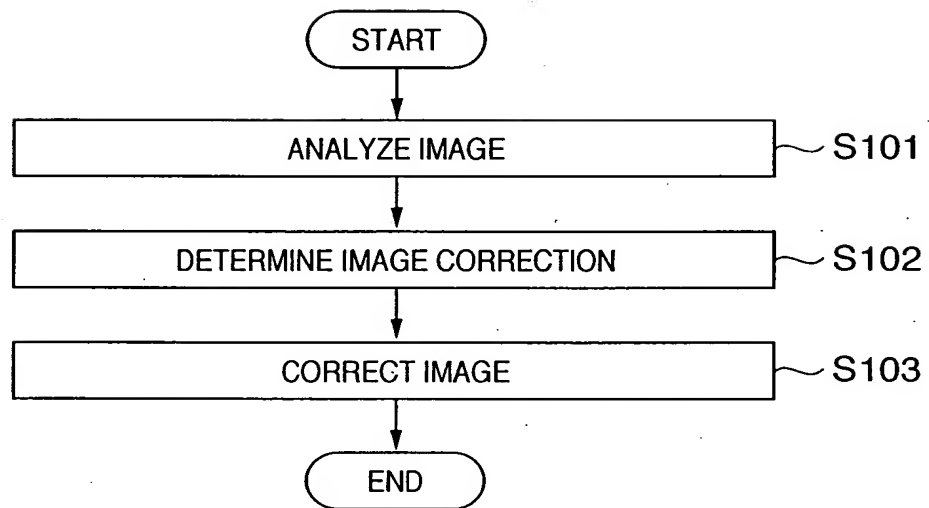 START
ANALYZE IMAGE
S101
DETERMINE IMAGE CORRECTION
S102
CORRECT IMAGE
S103
END